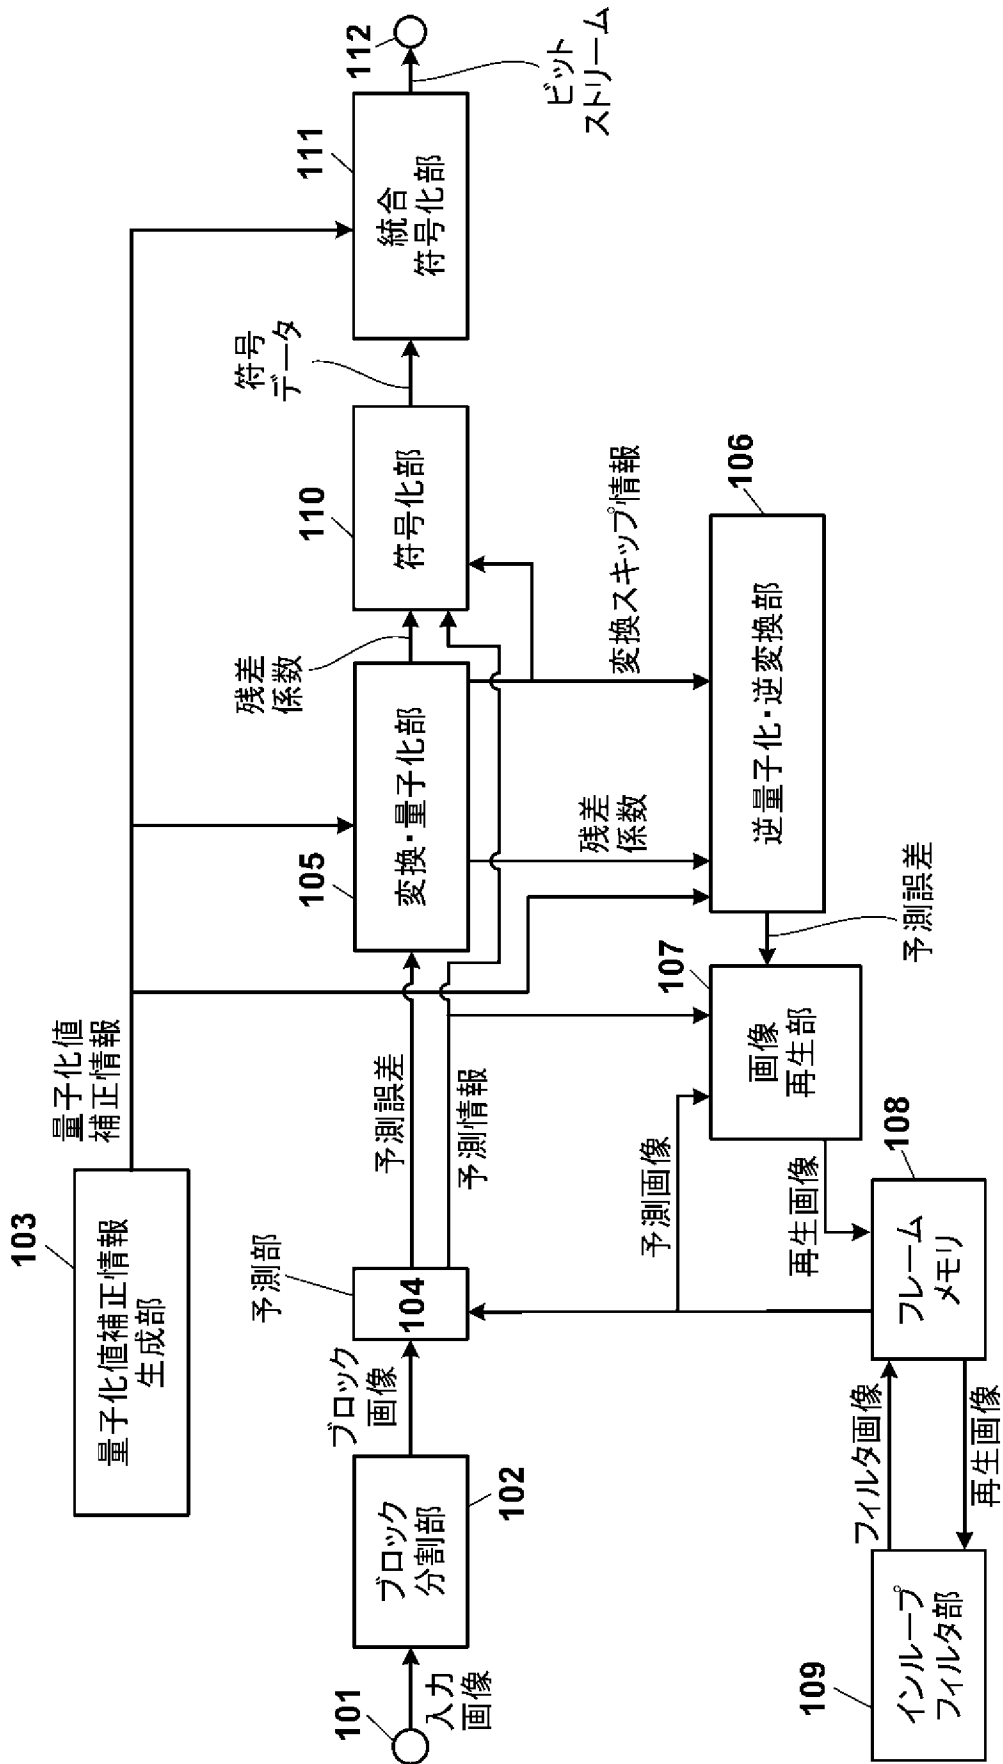 103
量子化値補正情報
生成部
量子化値
補正情報
101
入力
画像
ブロック
分割部
102
ブロック
画像
予測部
104
予測誤差
予測情報
105
変換・量子化部
残差
係数
110
符号化部
符号
データ
111
統合
符号化部
112
ビット
ストリーム
残差
係数
変換スキップ情報
106
逆量子化・逆変換部
予測誤差
107
画像
再生部
予測画像
再生画像
108
フレーム
メモリ
フィルタ画像
再生画像
109
インループ
フィルタ部